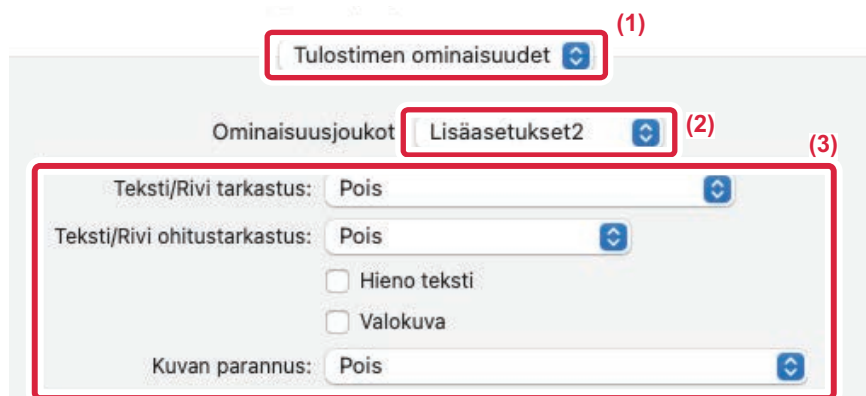 (1)
Tulostimen ominaisuudet
Ominaisuusjoukot Lisäasetukset2 (2)
(3)
Teksti/Rivi tarkastus: Pois
Teksti/Rivi ohitustarkastus: Pois
Hieno teksti
Valokuva
Kuvan parannus: Pois